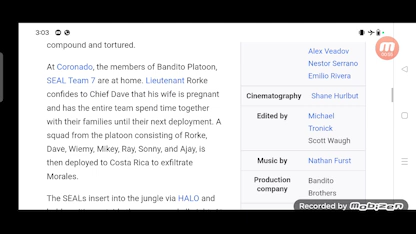 3:03
compound and tortured.
At Coronado, the members of Bandito Platoon,
SEAL Team 7 are at home. Lieutenant Rorke
confides to Chief Dave that his wife is pregnant
and has the entire team spend time together
with their families until their next deployment. A
squad from the platoon consisting of Rorke,
Dave, Wiemy, Mikey, Ray, Sonny, and Ajay, is
then deployed to Costa Rica to exfiltrate
Morales.
The SEALs insert into the jungle via HALO and
Alex Veadov
Nestor Serrano
Emilio Rivera
Cinematography Shane Hurlbut
Edited by Michael
Tronick
Scott Waugh
Music by Nathan Furst
Production Bandito
company Brothers
Recorded by Mobizen